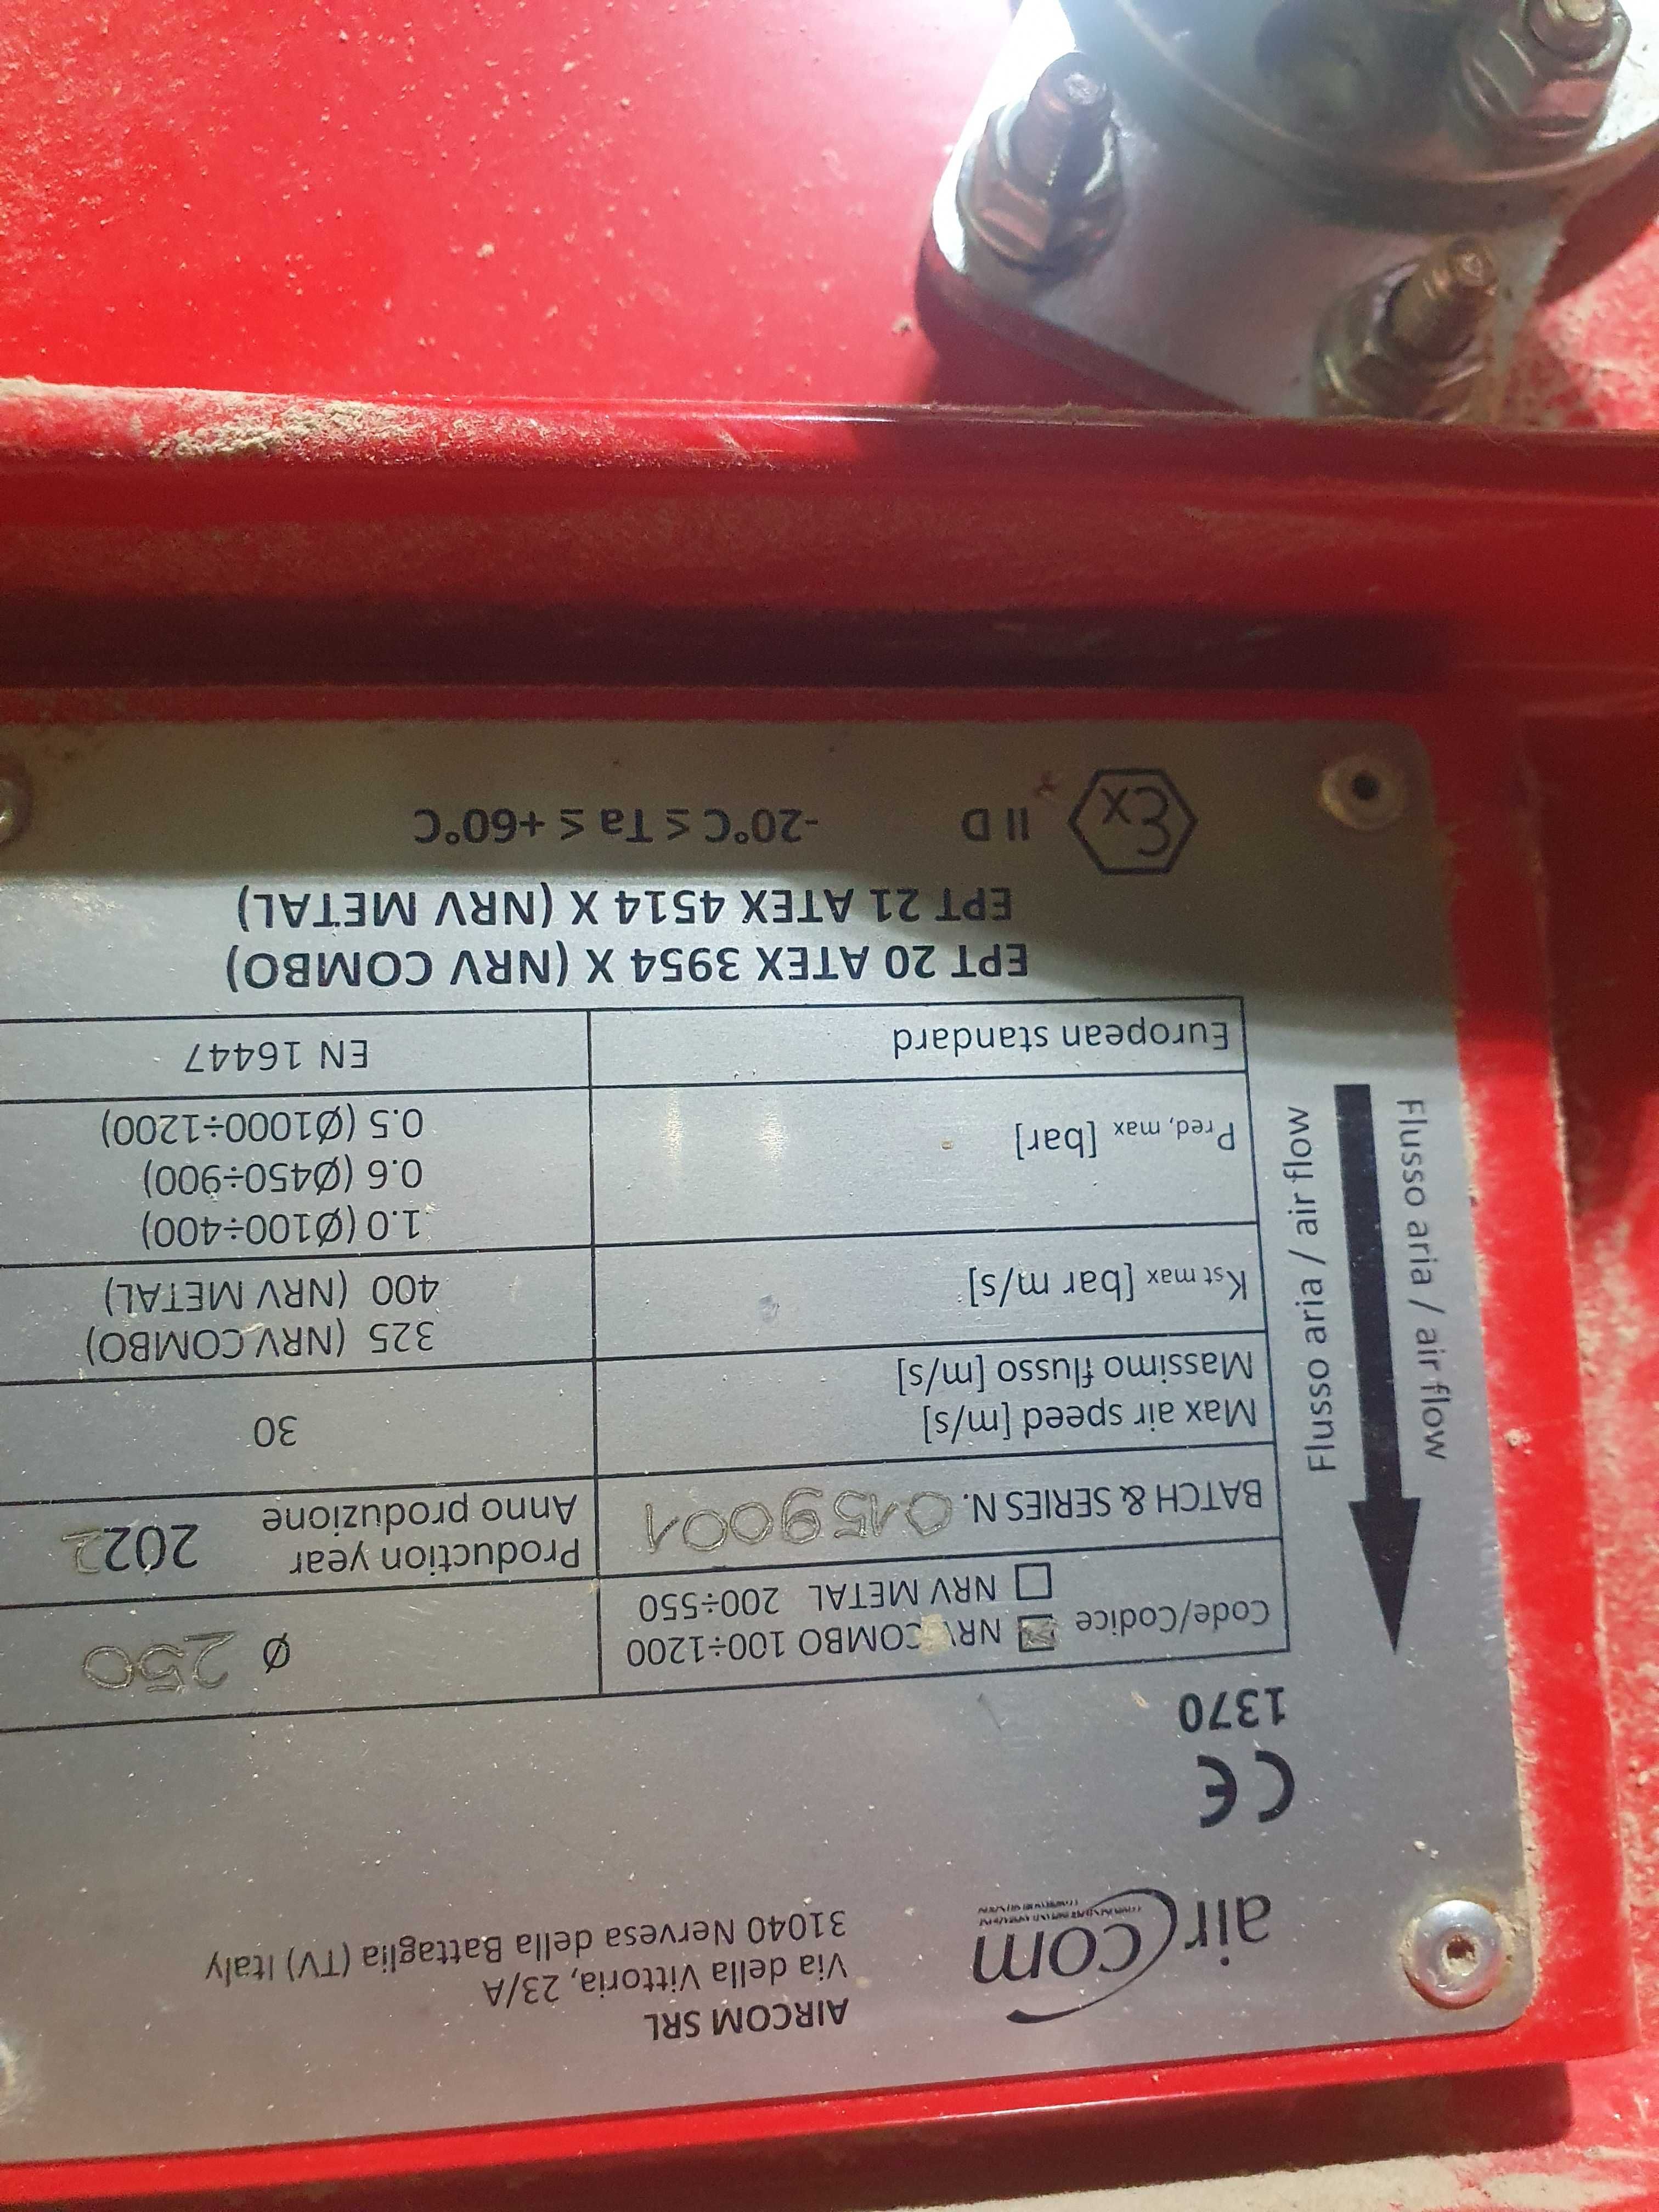 aircom
AIRCOM SRL
Via della Vittoria, 23/A
31040 Nervesa della Battaglia (TV) Italy
CE
1370
Code/Codice
NRV COMBO 100÷1200
NRV METAL 200÷550
Ø 250
BATCH & SERIES N. 0159001
Production year
Anno produzione
2022
Max air speed [m/s]
Massimo flusso [m/s]
30
Kst max [bar m/s]
325 (NRV COMBO)
400 (NRV METAL)
Pred, max [bar]
1.0 (Ø100÷400)
0.6 (Ø450÷900)
0.5 (Ø1000÷1200)
European standard
EN 16447
EPT 20 ATEX 3954 X (NRV COMBO)
EPT 21 ATEX 4514 X (NRV METAL)
Ex II D -20°C ≤ Ta ≤ +60°C
Flusso aria / air flow
Flusso aria / air flow